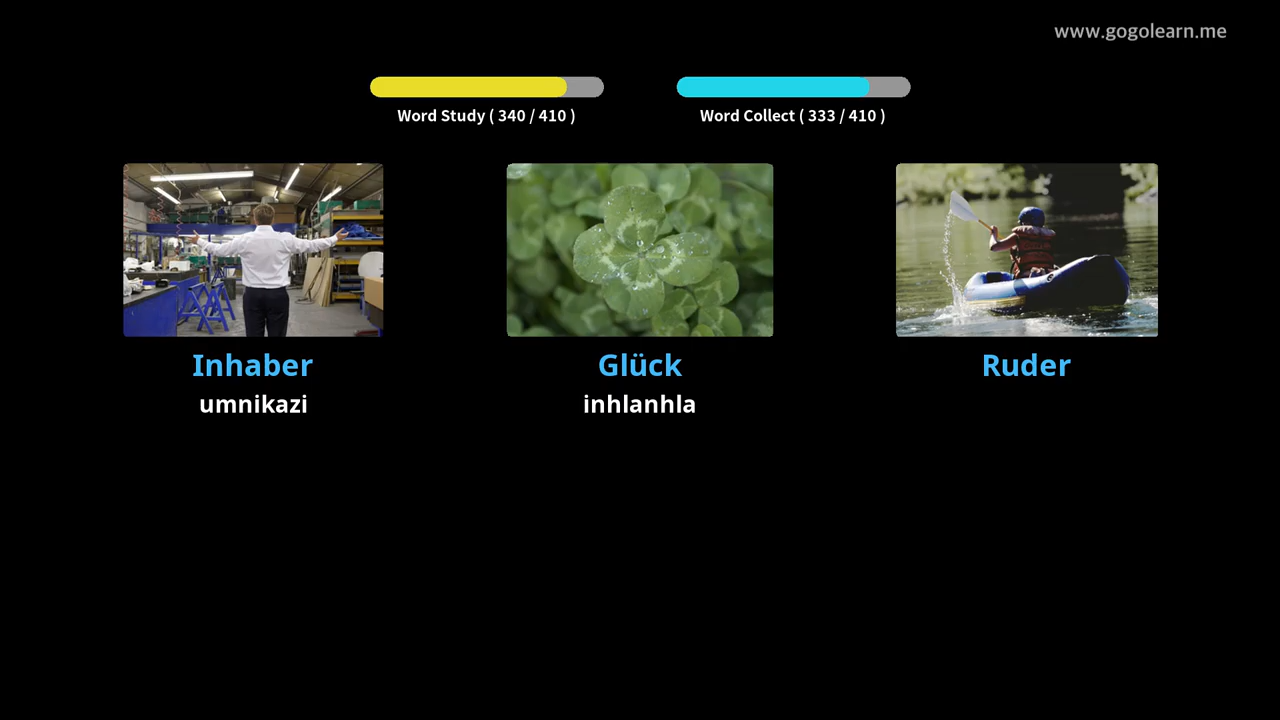 www.gogolearn.me
Word Study ( 340 / 410 )
Word Collect ( 333 / 410 )
Inhaber
umnikazi
Glück
inhlanhla
Ruder